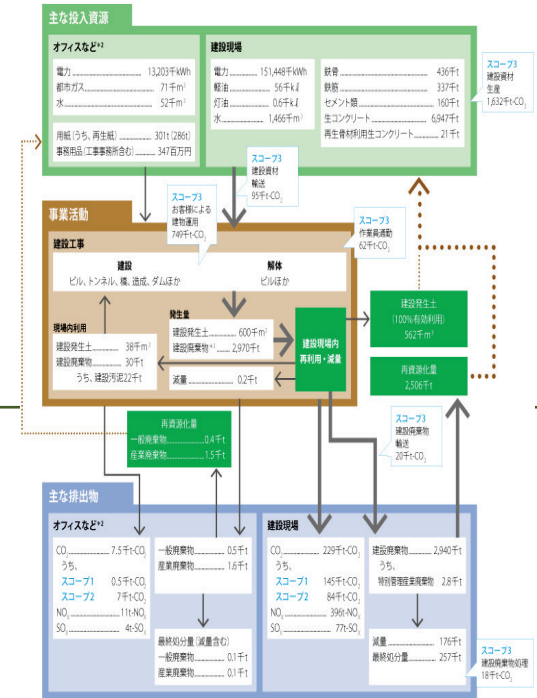 主な投入資源
オフィスなど*2
電力 13,203千kWh
都市ガス 71千m³
水 52千m³
用紙(うち、再生紙) 301t(286t)
事務用品(工事事務所含む) 347百万円
建設現場
電力 151,448千kWh
軽油 56千kℓ
灯油 0.6千kℓ
水 1,466千m³
鉄骨 436千t
鉄筋 337千t
セメント類 160千t
生コンクリート 6,947千t
再生骨材利用生コンクリート 21千t
スコープ3
建設資材
生産
1,632千t-CO₂
スコープ3
建設資材
輸送
95千t-CO₂
スコープ3
お客様による
建物運用
749千t-CO₂
スコープ3
作業員通勤
62千t-CO₂
事業活動
建設工事
建設
ビル、トンネル、橋、造成、ダムほか
解体
ビルほか
現場内利用
建設発生土 38千m³
建設廃棄物 30千t
うち、建設汚泥22千t
発生量
建設発生土 600千m³
建設廃棄物*³ 2,970千t
減量 0.2千t
建設現場内
再利用・減量
建設発生土
(100%有効利用)
562千m³
再資源化量
2,506千t
再資源化量
一般廃棄物 0.4千t
産業廃棄物 1.5千t
スコープ3
建設廃棄物
輸送
20千t-CO₂
主な排出物
オフィスなど*2
CO₂ 7.5千t-CO₂
うち、
スコープ1 0.5千t-CO₂
スコープ2 7千t-CO₂
NOₓ 11t-NOₓ
SOₓ 4t-SOₓ
一般廃棄物 0.5千t
産業廃棄物 1.6千t
最終処分量(減量含む)
一般廃棄物 0.1千t
産業廃棄物 0.1千t
建設現場
CO₂ 229千t-CO₂
うち、
スコープ1 145千t-CO₂
スコープ2 84千t-CO₂
NOₓ 396t-NOₓ
SOₓ 77t-SOₓ
建設廃棄物 2,940千t
うち、
特別管理産業廃棄物 2.8千t
減量 176千t
最終処分量 257千t
スコープ3
建設廃棄物処理
18千t-CO₂